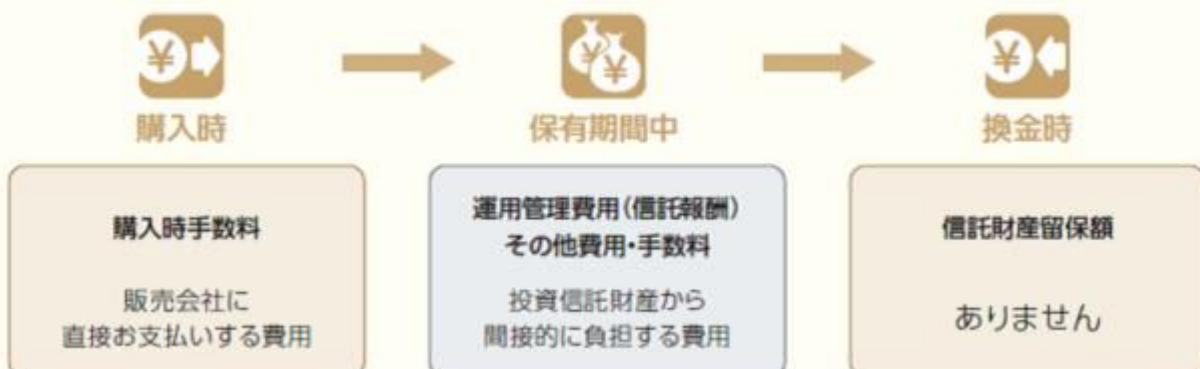 ¥
¥
¥
¥
購入時
保有期間中
換金時
購入時手数料
販売会社に
直接お支払いする費用
運用管理費用(信託報酬)
その他費用・手数料
投資信託財産から
間接的に負担する費用
信託財産留保額
ありません